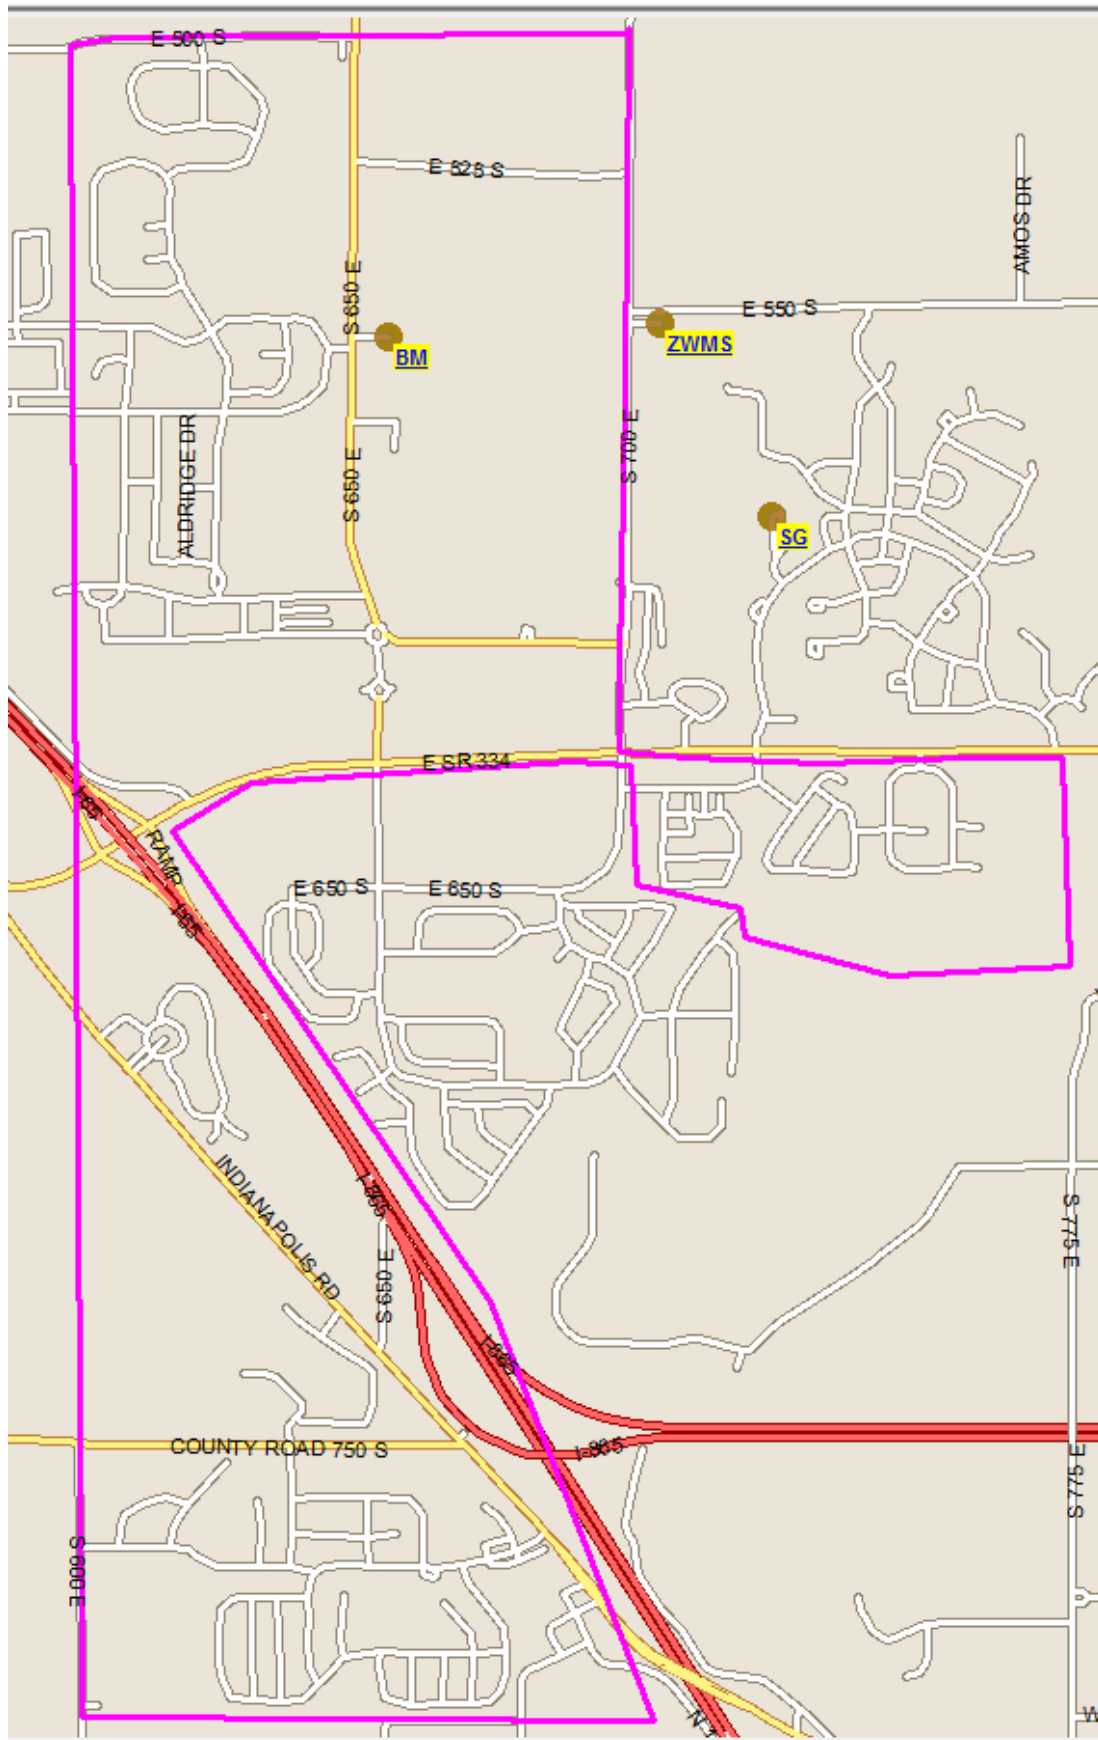 E 500 S
E 525 S
AMOS DR
S 650 E
E 550 S
BM
ZWMS
S 700 E
ALDRIDGE DR
S 650 E
SG
E SR 334
I-65
RAMP
E 650 S
E 650 S
I-65
INDIANAPOLIS RD
I-865
S 650 E
S 775 E
I-865
COUNTY ROAD 750 S
I-865
S 775 E
S 600 E
W